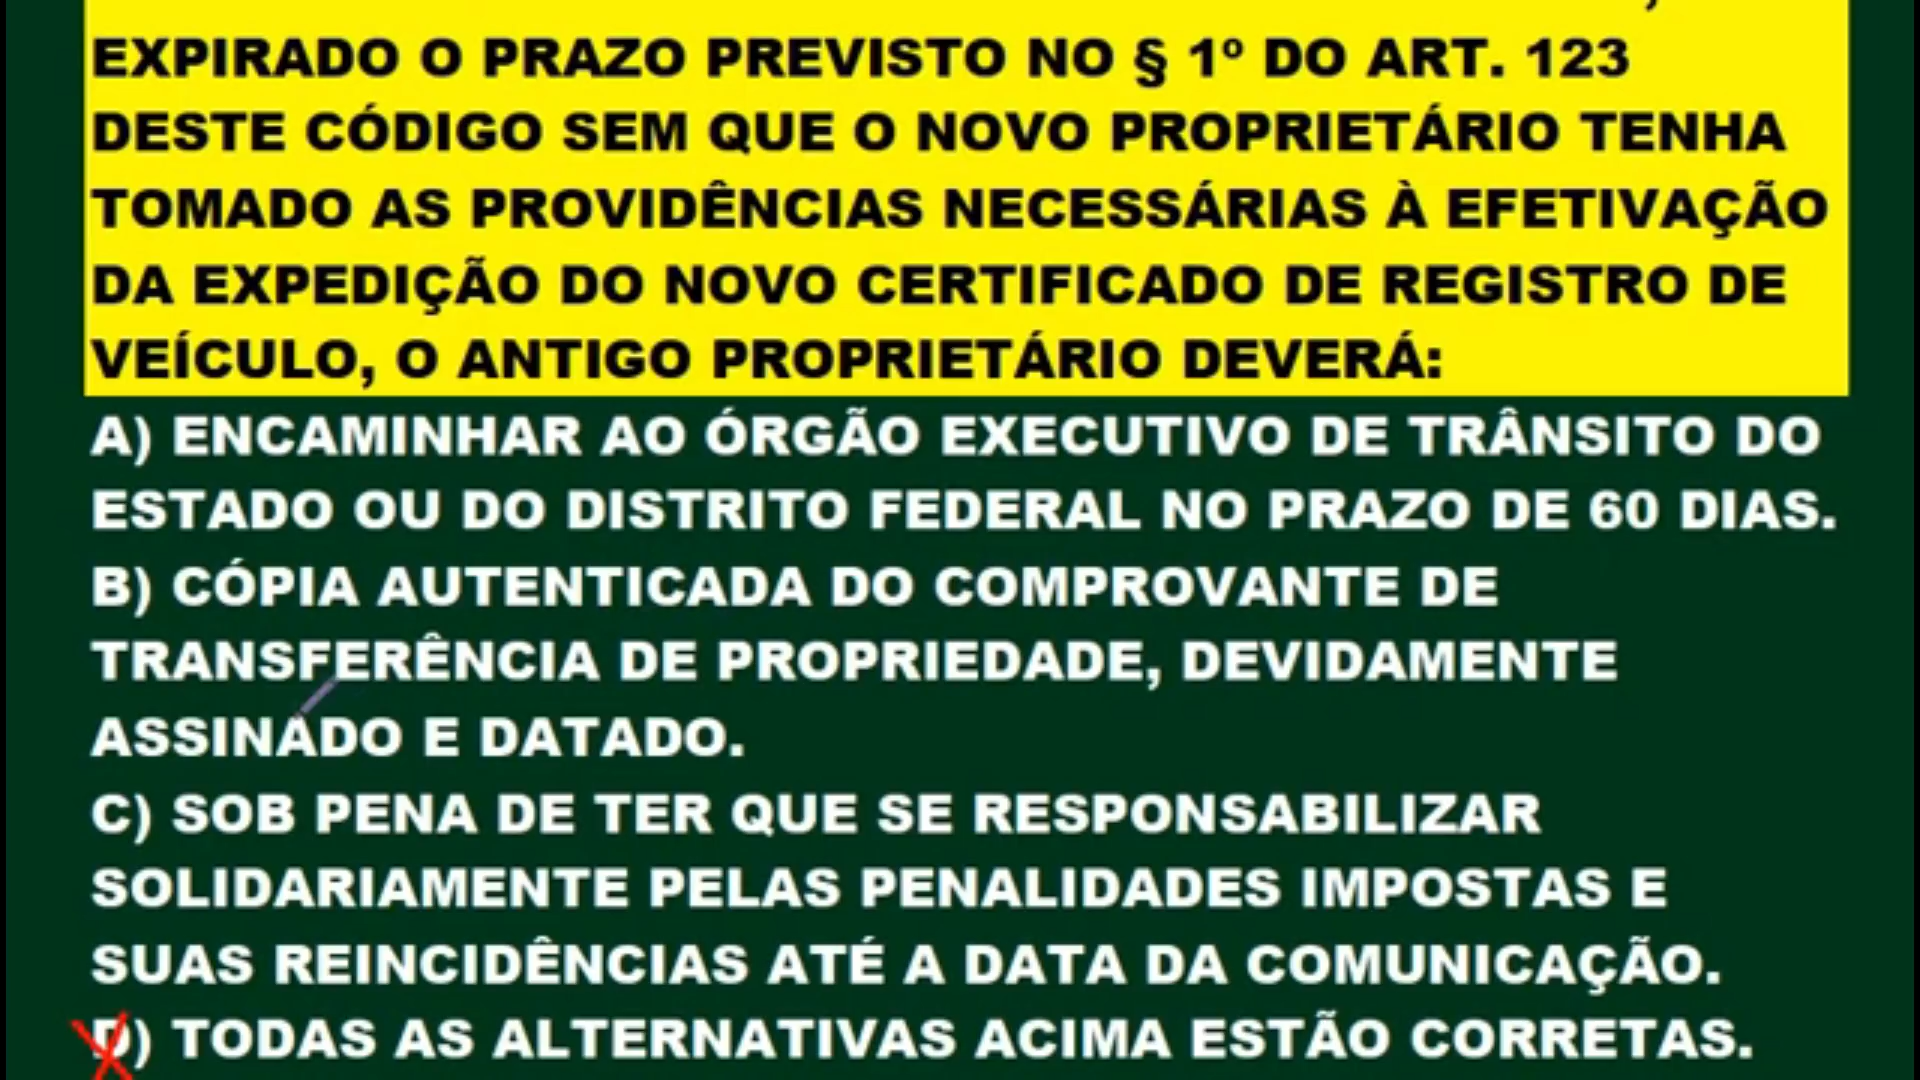 EXPIRADO O PRAZO PREVISTO NO § 1º DO ART. 123
DESTE CÓDIGO SEM QUE O NOVO PROPRIETÁRIO TENHA
TOMADO AS PROVIDÊNCIAS NECESSÁRIAS À EFETIVAÇÃO
DA EXPEDIÇÃO DO NOVO CERTIFICADO DE REGISTRO DE
VEÍCULO, O ANTIGO PROPRIETÁRIO DEVERÁ:
A) ENCAMINHAR AO ÓRGÃO EXECUTIVO DE TRÂNSITO DO
ESTADO OU DO DISTRITO FEDERAL NO PRAZO DE 60 DIAS.
B) CÓPIA AUTENTICADA DO COMPROVANTE DE
TRANSFERÊNCIA DE PROPRIEDADE, DEVIDAMENTE
ASSINADO E DATADO.
C) SOB PENA DE TER QUE SE RESPONSABILIZAR
SOLIDARIAMENTE PELAS PENALIDADES IMPOSTAS E
SUAS REINCIDÊNCIAS ATÉ A DATA DA COMUNICAÇÃO.
D) TODAS AS ALTERNATIVAS ACIMA ESTÃO CORRETAS.